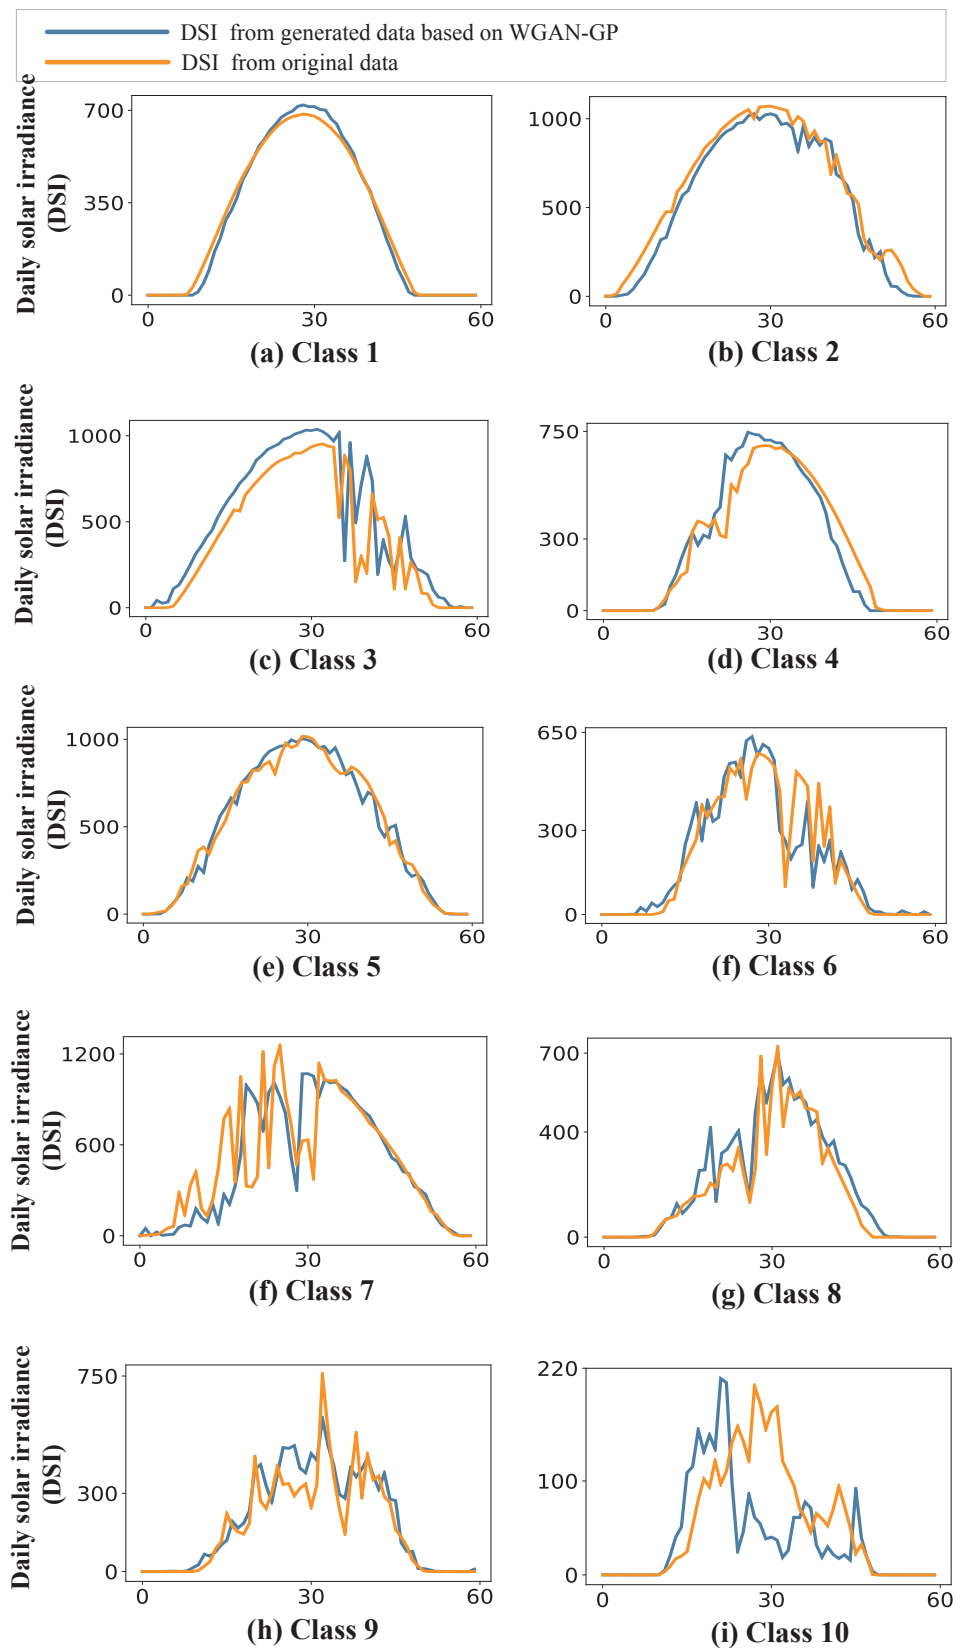 DSI from generated data based on WGAN-GP
DSI from original data
Daily solar irradiance
(DSI)
700
350
0
0
30
60
(a) Class 1
1000
500
0
0
30
60
(b) Class 2
Daily solar irradiance
(DSI)
1000
500
0
0
30
60
(c) Class 3
750
300
0
0
30
60
(d) Class 4
Daily solar irradiance
(DSI)
1000
500
0
0
30
60
(e) Class 5
650
300
0
0
30
60
(f) Class 6
Daily solar irradiance
(DSI)
1200
600
0
0
30
60
(f) Class 7
700
400
0
0
30
60
(g) Class 8
Daily solar irradiance
(DSI)
750
300
0
0
30
60
(h) Class 9
220
100
0
0
30
60
(i) Class 10